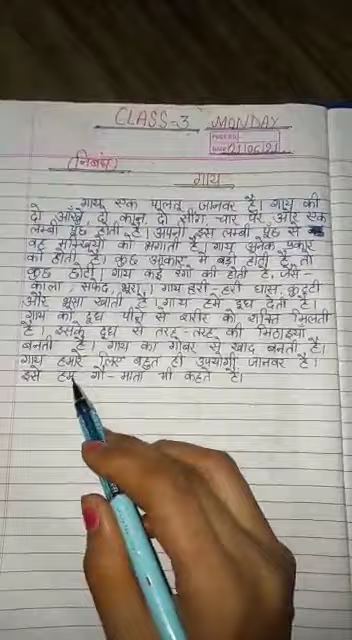 CLASS-3 MONDAY
21/06/21
(निबंध)
गाय
गाय एक पालतू जानवर है। गाय की
दो आँखें, दो कान, दो सींग चार पैर और एक
लम्बी पूँछ होती है। अपनी इस लम्बी पूँछ से
वह मक्खियों को भगाती है। गाय अनेक प्रकार
की होती है। कुछ आकार में बड़ी होती है, तो
कुछ छोटी। गाय कई रंगों की होती है, जैसे-
काला, सफेद, भूरा। गाय हरी-हरी घास, कुट्टी
और भूसा खाती है। गाय हमें दूध देती है।
गाय का दूध पीने से शरीर को शक्ति मिलती
है। इसके दूध से तरह-तरह की मिठाइयाँ
बनती है। गाय का गोबर से खाद बनती है।
गाय हमारे लिए बहुत ही उपयोगी जानवर है।
इसे हम गौ-माता भी कहते है।